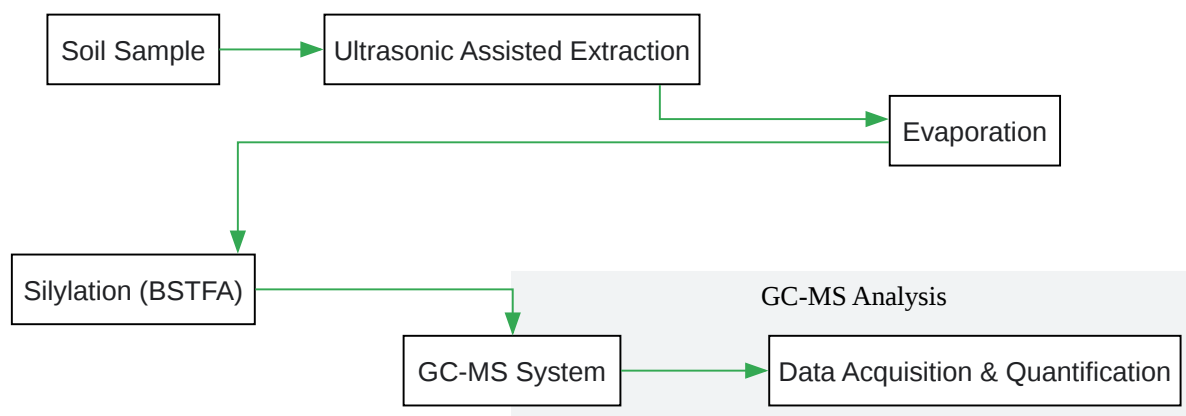 Soil Sample
Ultrasonic Assisted Extraction
Evaporation
Silylation (BSTFA)
GC-MS Analysis
GC-MS System
Data Acquisition & Quantification